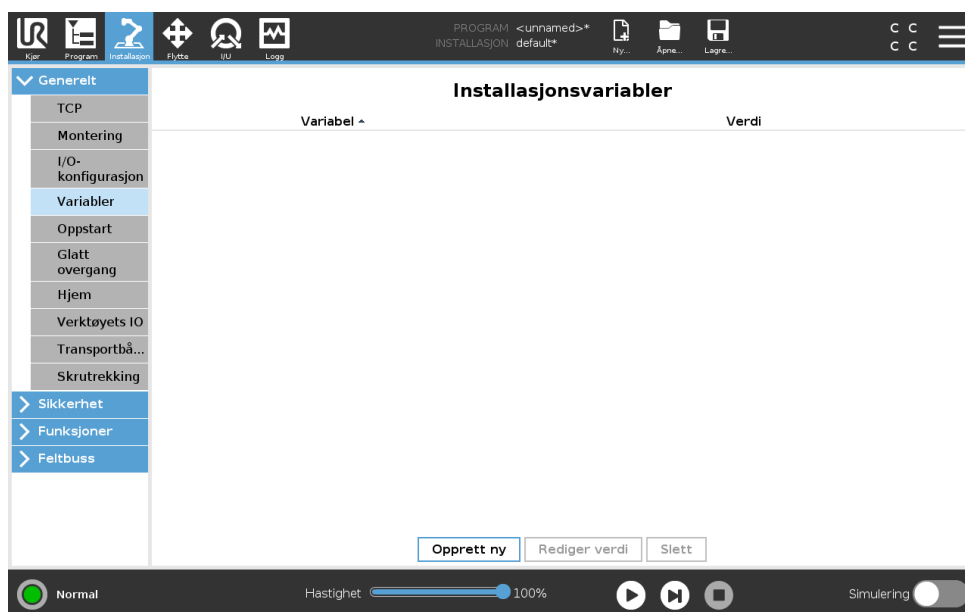 PROGRAM <unnamed>*
INSTALLASJON default*
C C
C C
Kjør Program Installasjon Flytte I/U Logg Ny... Åpne... Lagre...
Generelt
TCP
Montering
I/O-
konfigurasjon
Variabler
Oppstart
Glatt
overgang
Hjem
Verktøyets IO
Transportbå...
Skrutrekking
Sikkerhet
Funksjoner
Feltbuss
Installasjonsvariabler
Variabel Verdi
Opprett ny Rediger verdi Slett
Normal Hastighet 100% Simulering